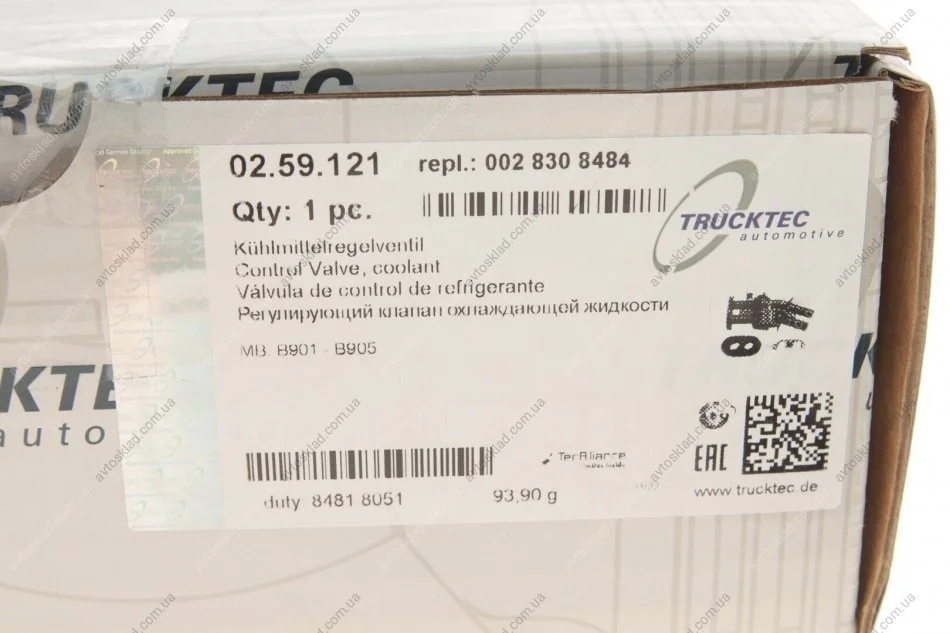 TRUCKTEC
02.59.121 repl.: 002 830 8484
Qty: 1 pc.
TRUCKTEC
automotive
Kühlmittelregelventil
Control Valve, coolant
Válvula de control de refrigerante
Регулирующий клапан охлаждающей жидкости
MB B901 - B905
duty 8481 8051 93,90 g
EAC
www.trucktec.de
avtosklad.com.ua